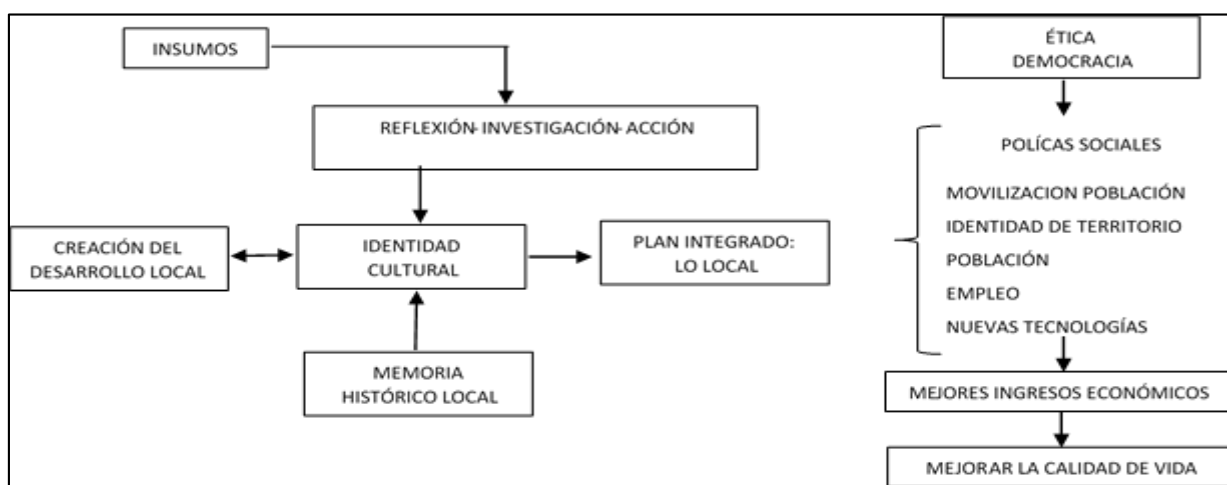 INSUMOS
REFLEXIÓN- INVESTIGACIÓN- ACCIÓN
CREACIÓN DEL
DESARROLLO LOCAL
IDENTIDAD
CULTURAL
PLAN INTEGRADO:
LO LOCAL
MEMORIA
HISTÓRICO LOCAL
ÉTICA
DEMOCRACIA
POLÍCAS SOCIALES
MOVILIZACION POBLACIÓN
IDENTIDAD DE TERRITORIO
POBLACIÓN
EMPLEO
NUEVAS TECNOLOGÍAS
MEJORES INGRESOS ECONÓMICOS
MEJORAR LA CALIDAD DE VIDA